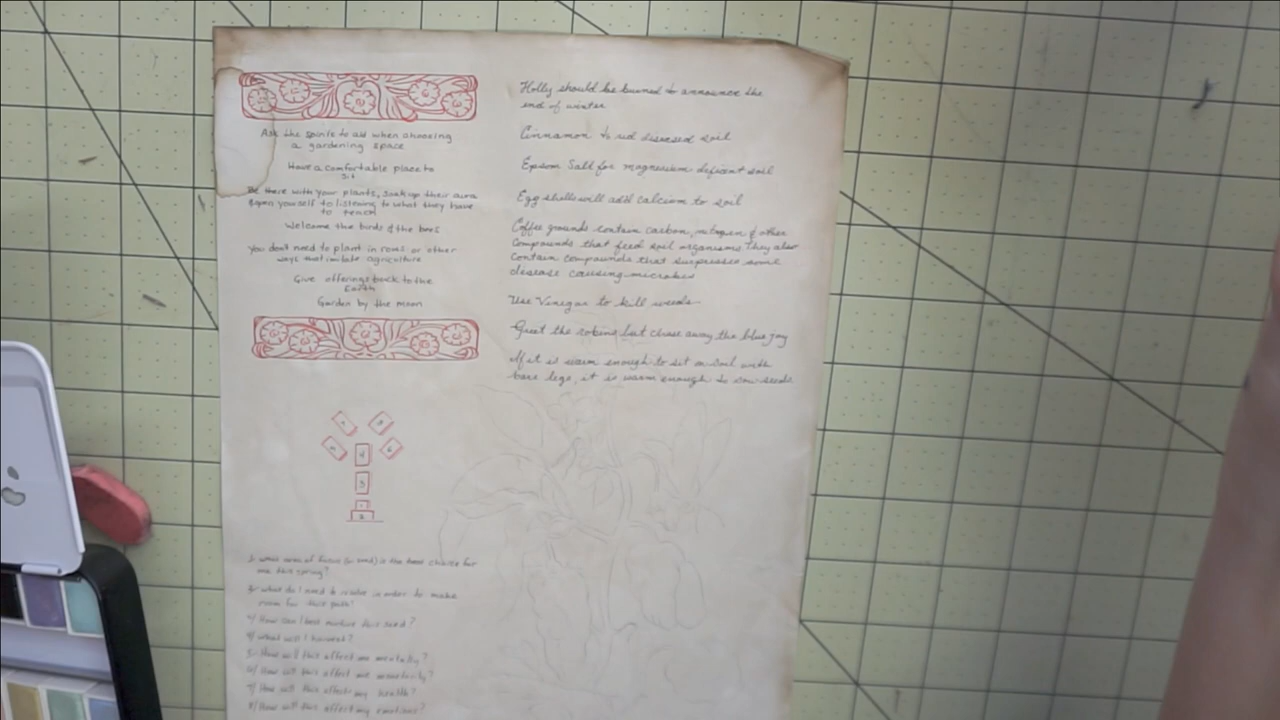 Ask the spirits to aid when choosing
a gardening space
Have a comfortable place to
sit
Be there with your plants, soak up their aura
& open yourself to listening to what they have
to teach
Welcome the birds & the bees
You don't need to plant in rows or other
ways that imitate agriculture
Give offerings back to the
Earth
Garden by the moon
Holly should be burned to announce the
end of winter
Cinnamon to rid diseased soil
Epsom Salt for magnesium deficient soil
Egg shells will add calcium to soil
Coffee grounds contain carbon, nitrogen & other
compounds that feed soil organisms. They also
contain compounds that suppresses some
disease causing microbes
Use Vinegar to kill weeds
Greet the robins but chase away the blue jay
If it is warm enough to sit on soil with
bare legs, it is warm enough to sow seeds
4
3
1
2
1- what area of focus (or seed) is the best choice for
me this spring?
what do I need to resolve in order to make
room for this path?
How can I best nurture this seed?
4/ what will I harvest?
5- How will this affect me mentally?
6/ How will this affect me
7/ How will this affect my health?
8/ How will this affect my emotions?